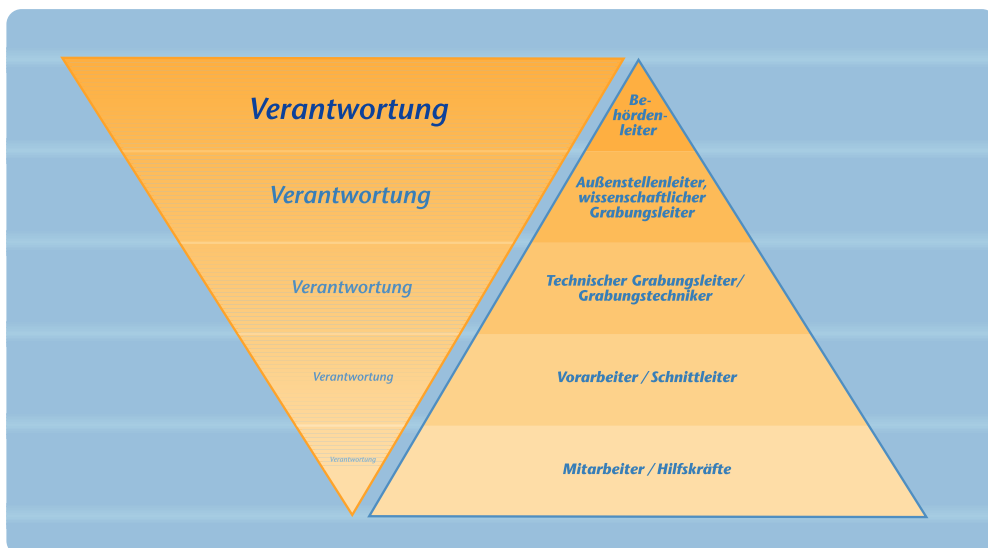 Verantwortung
Be-
hörden-
leiter
Verantwortung
Außenstellenleiter,
wissenschaftlicher
Grabungsleiter
Verantwortung
Technischer Grabungsleiter/
Grabungstechniker
Verantwortung
Vorarbeiter / Schnittleiter
Verantwortung
Mitarbeiter / Hilfskräfte